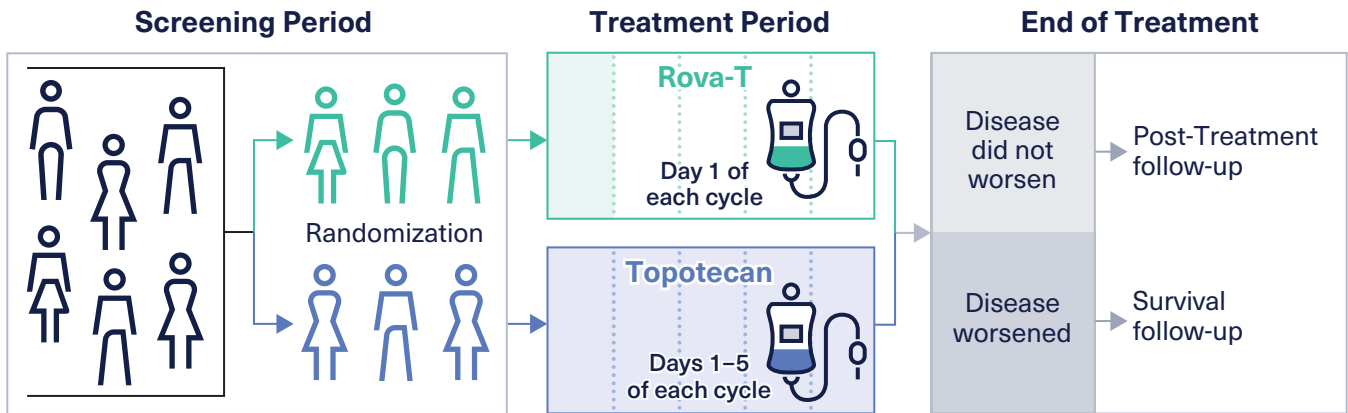 Screening Period
Treatment Period
End of Treatment
Randomization
Rova-T
Day 1 of
each cycle
Topotecan
Days 1–5
of each cycle
Disease
did not
worsen
Post-Treatment
follow-up
Disease
worsened
Survival
follow-up